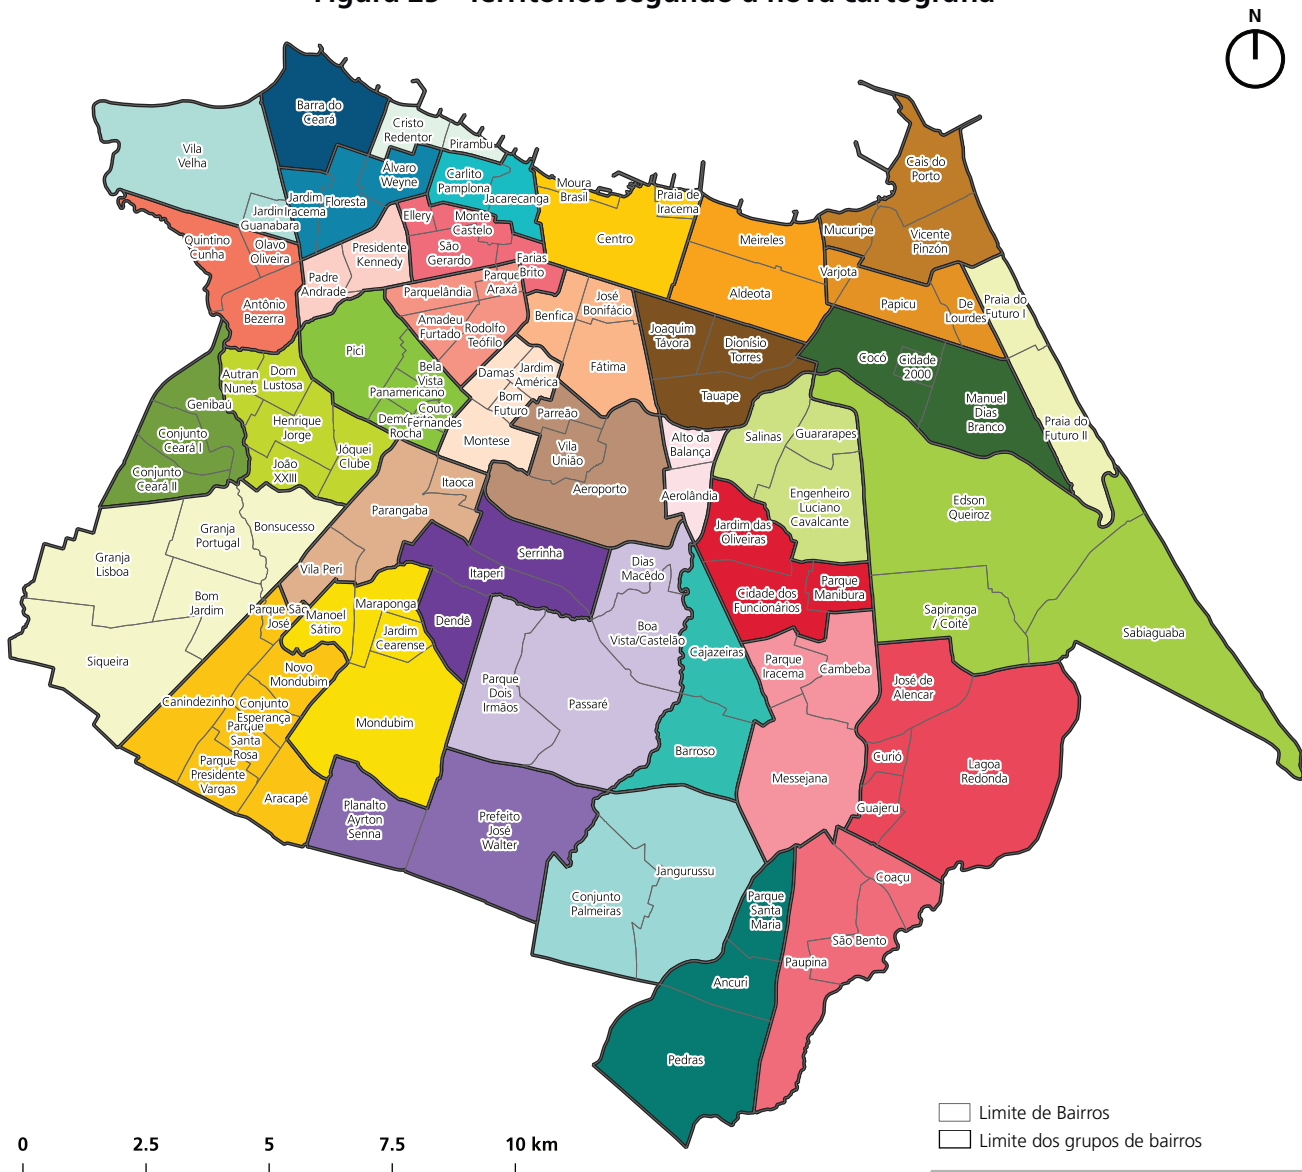 Figura 25 - Territórios segundo a nova cartografia
N
Barra do
Ceará
Cristo
Redentor
Pirambu
Vila
Velha
Álvaro
Weyne
Carlito
Pamplona
Jacarecanga
Moura
Brasil
Praia de
Iracema
Cais do
Porto
Jardim
Iracema
Floresta
Jardim
Guanabara
Ellery
Monte
Castelo
Centro
Meireles
Mucuripe
Vicente
Pinzón
Quintino
Cunha
Olavo
Oliveira
Presidente
Kennedy
São
Gerardo
Farias
Brito
Padre
Andrade
Parque
Araxá
Parquelândia
Varjota
Aldeota
Papicu
De
Lourdes
Praia do
Futuro I
Antônio
Bezerra
Amadeu
Furtado
Rodolfo
Teófilo
Benfica
José
Bonifácio
Joaquim
Távora
Dionísio
Torres
Pici
Cocó
Cidade
2000
Autran
Nunes
Dom
Lustosa
Bela
Vista
Panamericano
Damas
Jardim
América
Fátima
Tauape
Manuel
Dias
Branco
Genibaú
Henrique
Jorge
Couto
Fernandes
Rocha
Bom
Futuro
Parreão
Praia do
Futuro II
Conjunto
Ceará I
Jóquei
Clube
Montese
Vila
União
Alto da
Balança
Salinas
Guararapes
Conjunto
Ceará II
João
XXIII
Itaoca
Aeroporto
Aerolândia
Engenheiro
Luciano
Cavalcante
Edson
Queiroz
Granja
Portugal
Bonsucesso
Parangaba
Jardim das
Oliveiras
Granja
Lisboa
Vila Peri
Serrinha
Itaperi
Dias
Macêdo
Cidade dos
Funcionários
Parque
Manibura
Bom
Jardim
Parque São
José
Manoel
Sátiro
Maraponga
Jardim
Cearense
Dendê
Boa
Vista/Castelão
Cajazeiras
Sapiranga
/ Coité
Sabiaguaba
Siqueira
Novo
Mondubim
Parque
Iracema
Cambeba
José de
Alencar
Canindezinho
Conjunto
Esperança
Parque
Santa
Rosa
Mondubim
Parque
Dois
Irmãos
Passaré
Barroso
Curió
Lagoa
Redonda
Parque
Presidente
Vargas
Aracapé
Planalto
Ayrton
Senna
Prefeito
José
Walter
Messejana
Guajeru
Jangurussu
Coaçu
Conjunto
Palmeiras
Parque
Santa
Maria
São Bento
Paupina
Ancuri
Pedras
Limite de Bairros
Limite dos grupos de bairros
0 2.5 5 7.5 10 km